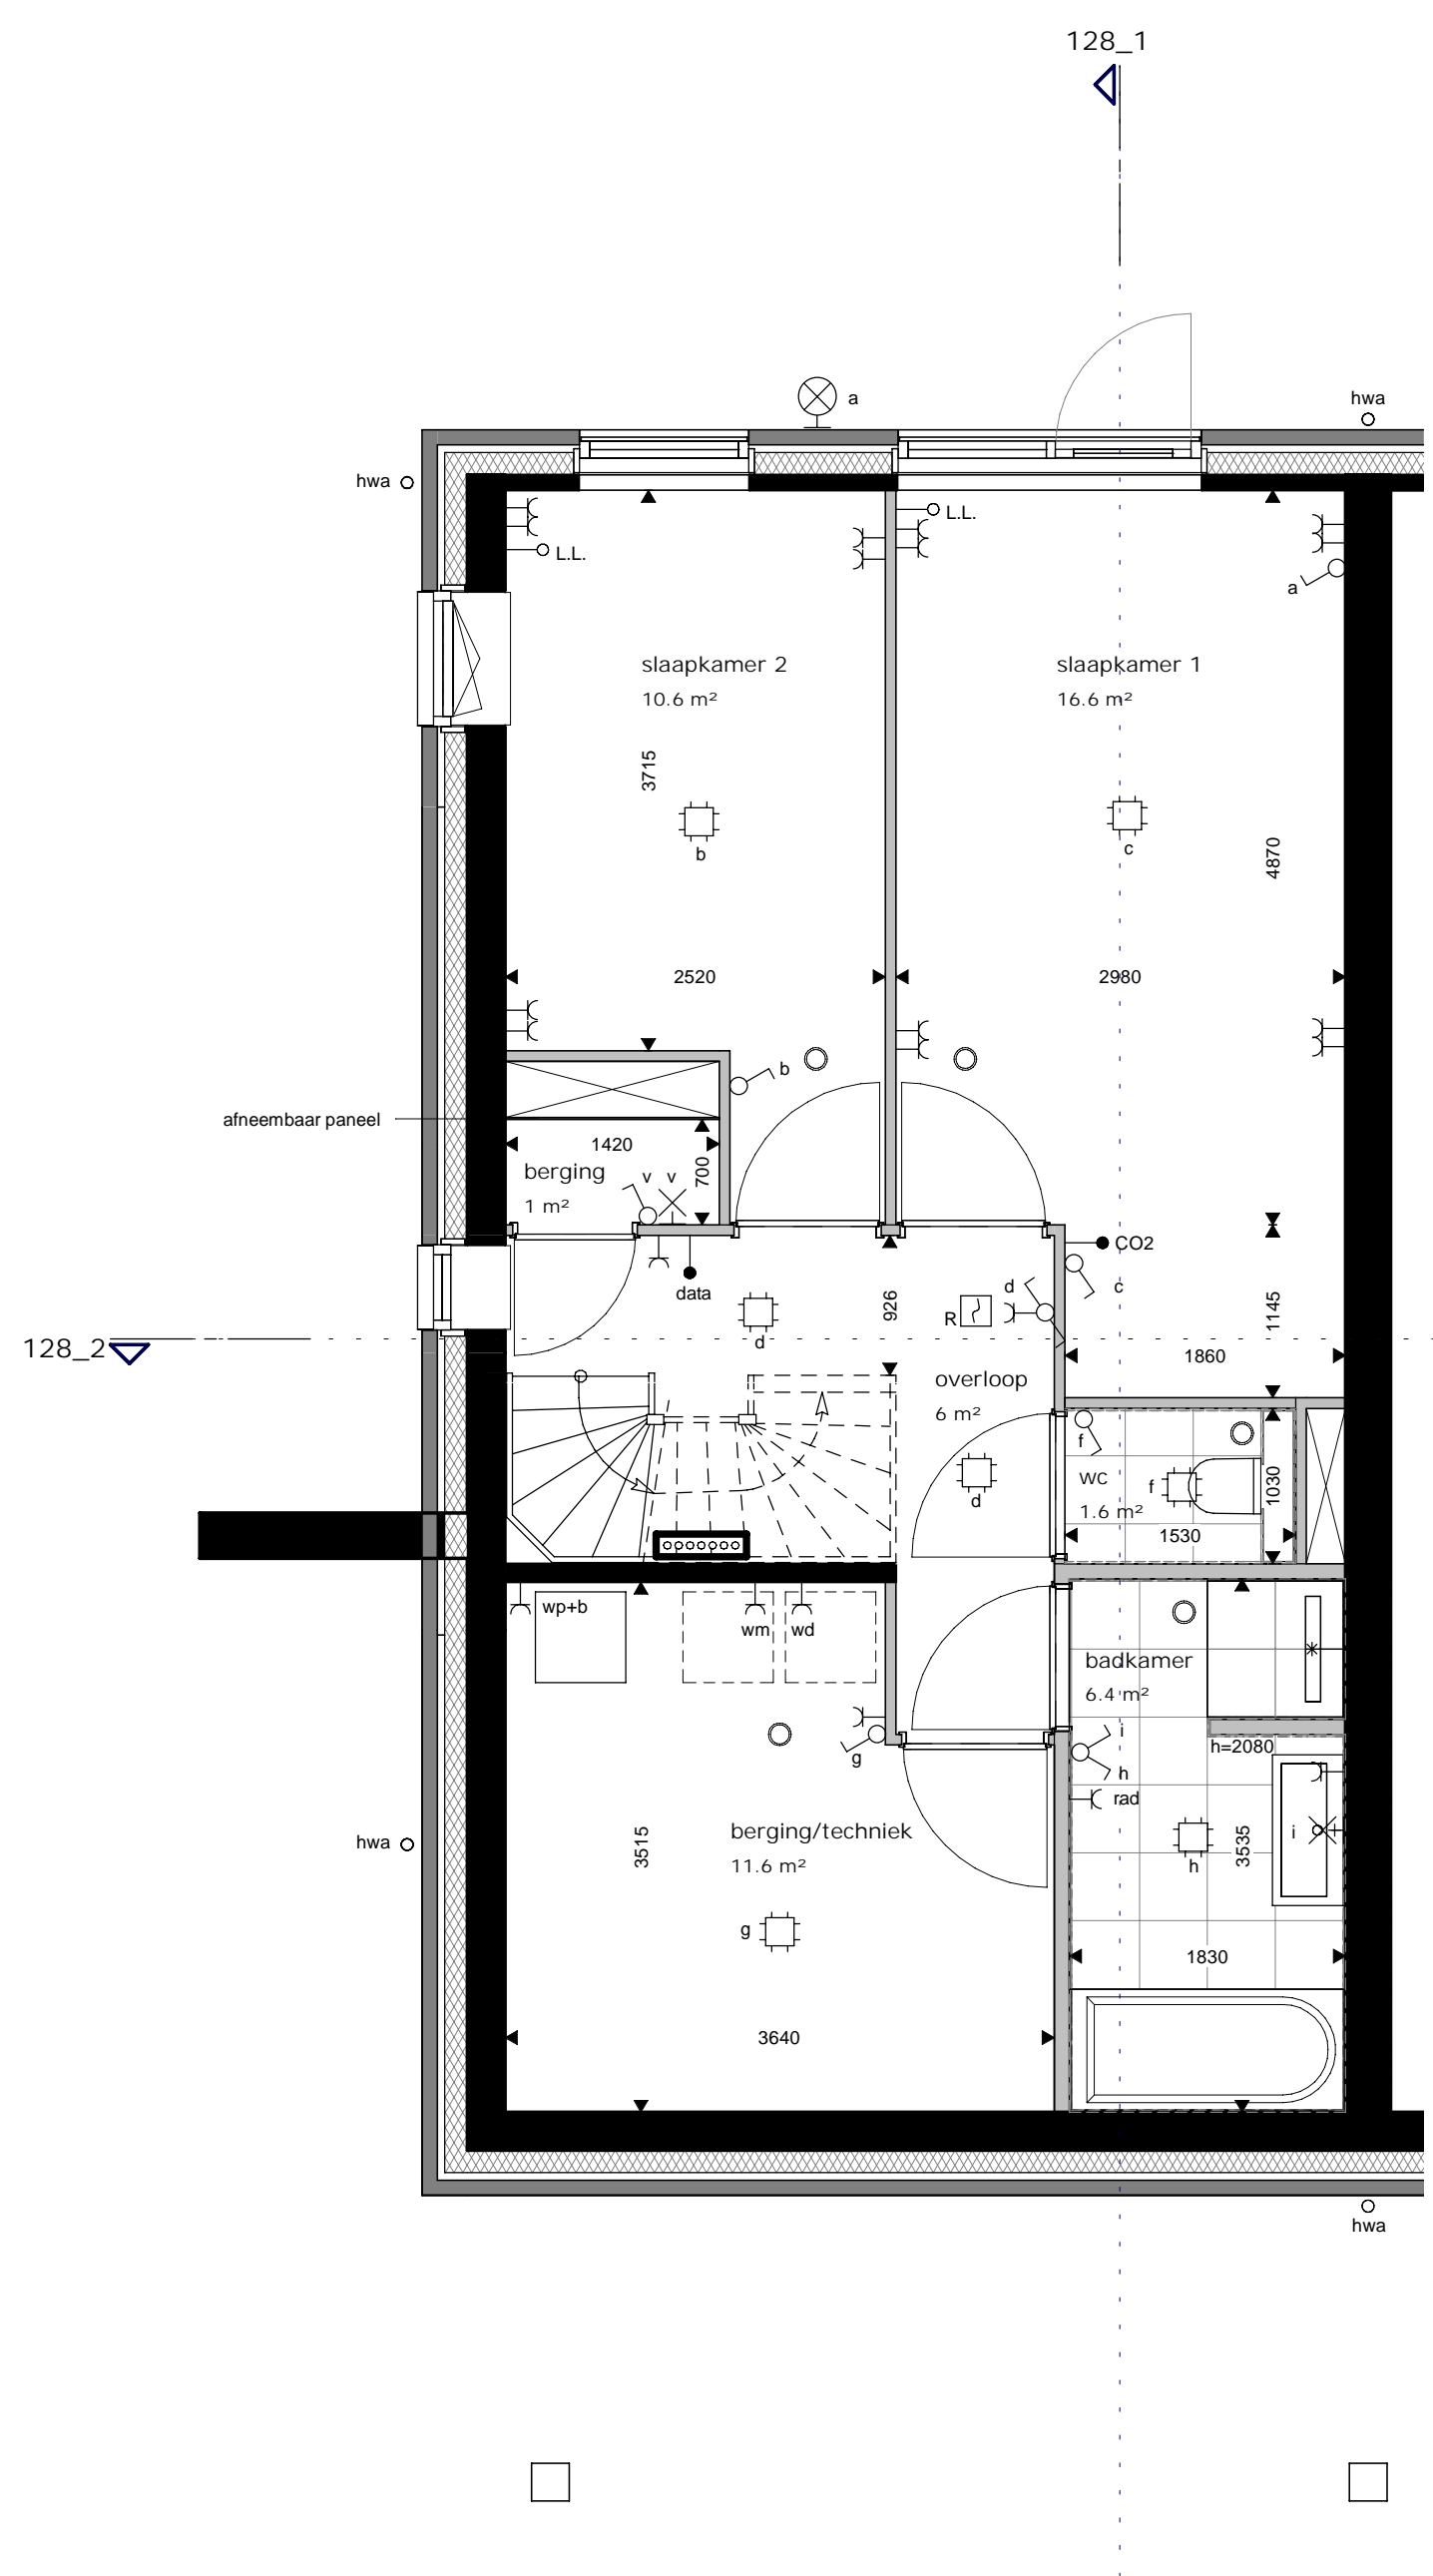 128_1
a
hwa
hwa
L.L.
L.L.
a
slaapkamer 2
10.6 m²
slaapkamer 1
16.6 m²
3715
b
c
4870
2520
2980
b
afneembaar paneel
1420
700
berging
1 m²
v
v
CO2
data
d
c
926
R
d
1145
128_2
1860
overloop
6 m²
f
d
wc
1.6 m²
f
1030
1530
wp+b
wm
wd
badkamer
6.4 m²
i
h=2080
g
h
rad
hwa
3515
berging/techniek
11.6 m²
i
3535
h
g
1830
3640
hwa